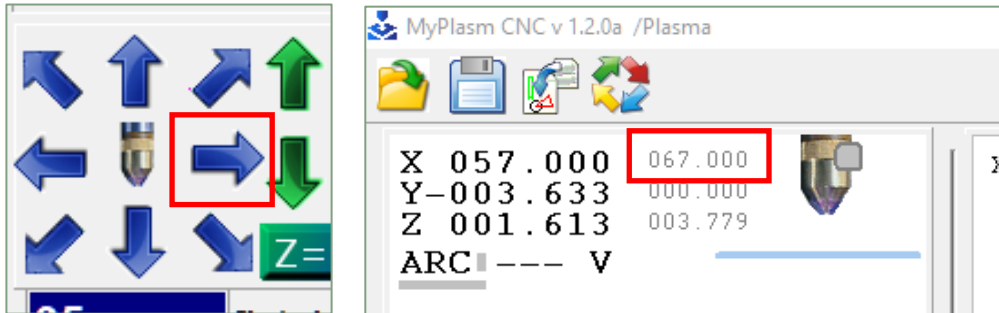 Z=
MyPlasm CNC v 1.2.0a /Plasma
X 057.000 067.000
Y-003.633 000.000
Z 001.613 003.779
ARC --- V